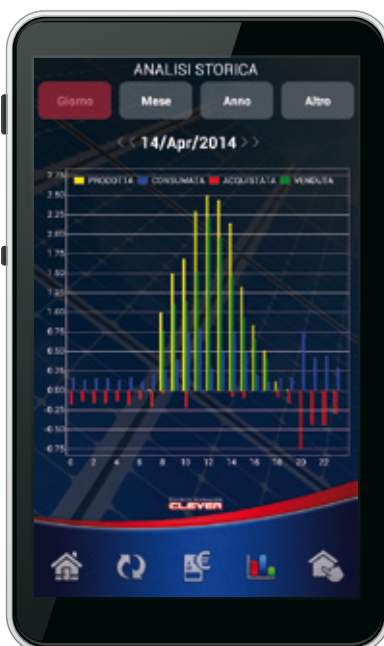 ANALISI STORICA
Giorno Mese Anno Altro
<< 14/Apr/2014 >>
2.75 PRODOTTA CONSUMATA ACQUISTATA VENDUTA
2.50
2.25
2.00
1.75
1.50
1.25
1.00
0.75
0.50
0.25
0.00
-0.25
-0.50
-0.75
0 2 4 6 8 10 12 14 16 18 20 22
CLEVER